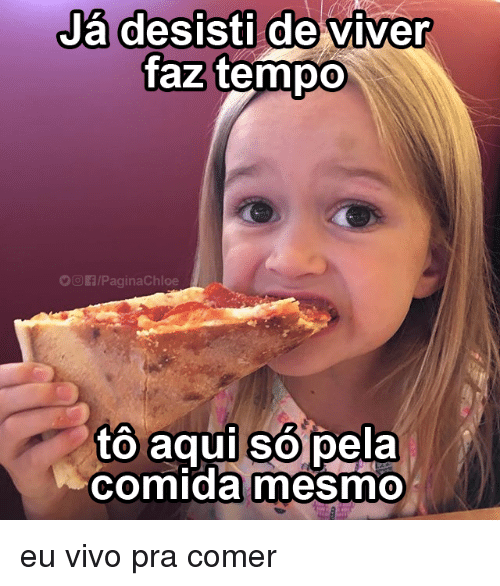 Já desisti de viver
faz tempo
/PaginaChloe
tô aqui só pela
comida mesmo
eu vivo pra comer